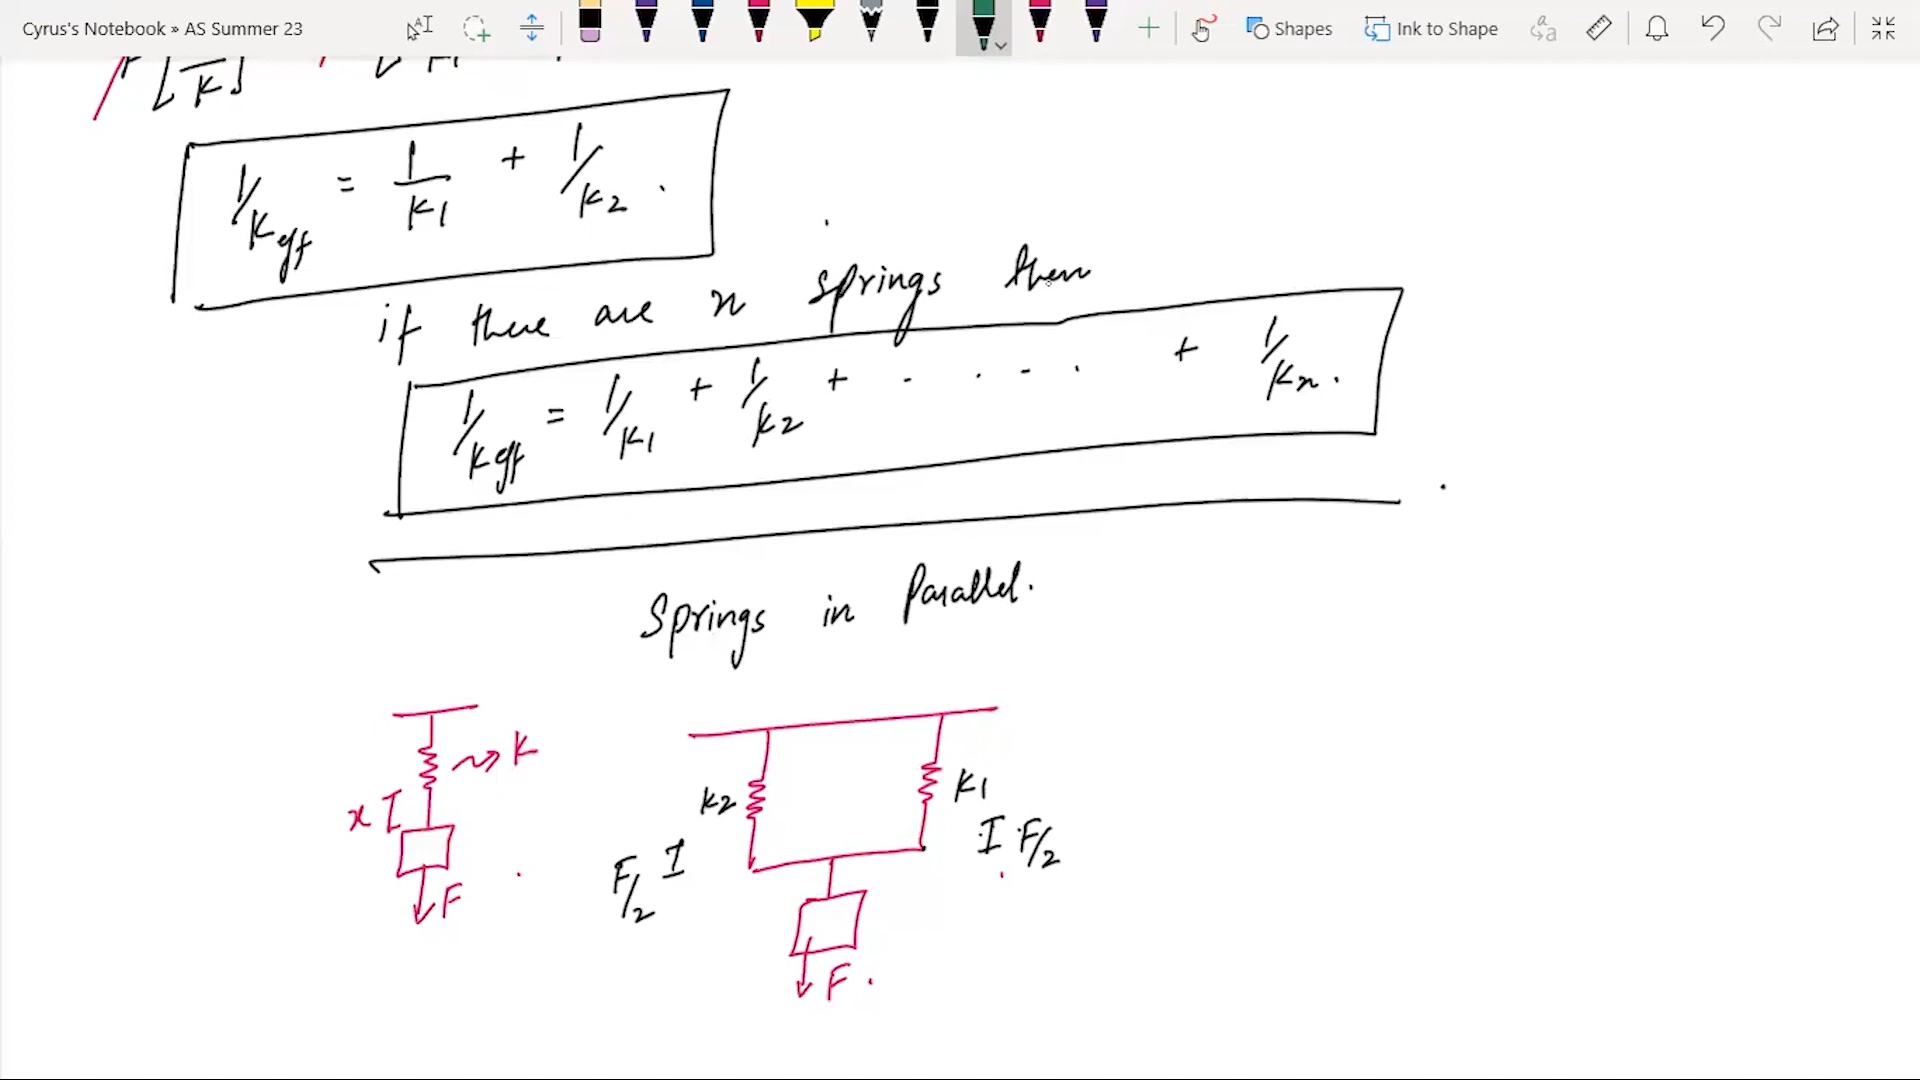 Cyrus's Notebook » AS Summer 23
Shapes
Ink to Shape
1/Keff = 1/K1 + 1/K2 .
if there are n springs then
1/Keff = 1/K1 + 1/K2 + - . - . + 1/Kn .
Springs in Parallel.
K
x
F
K2
K1
F/2
F/2
F .